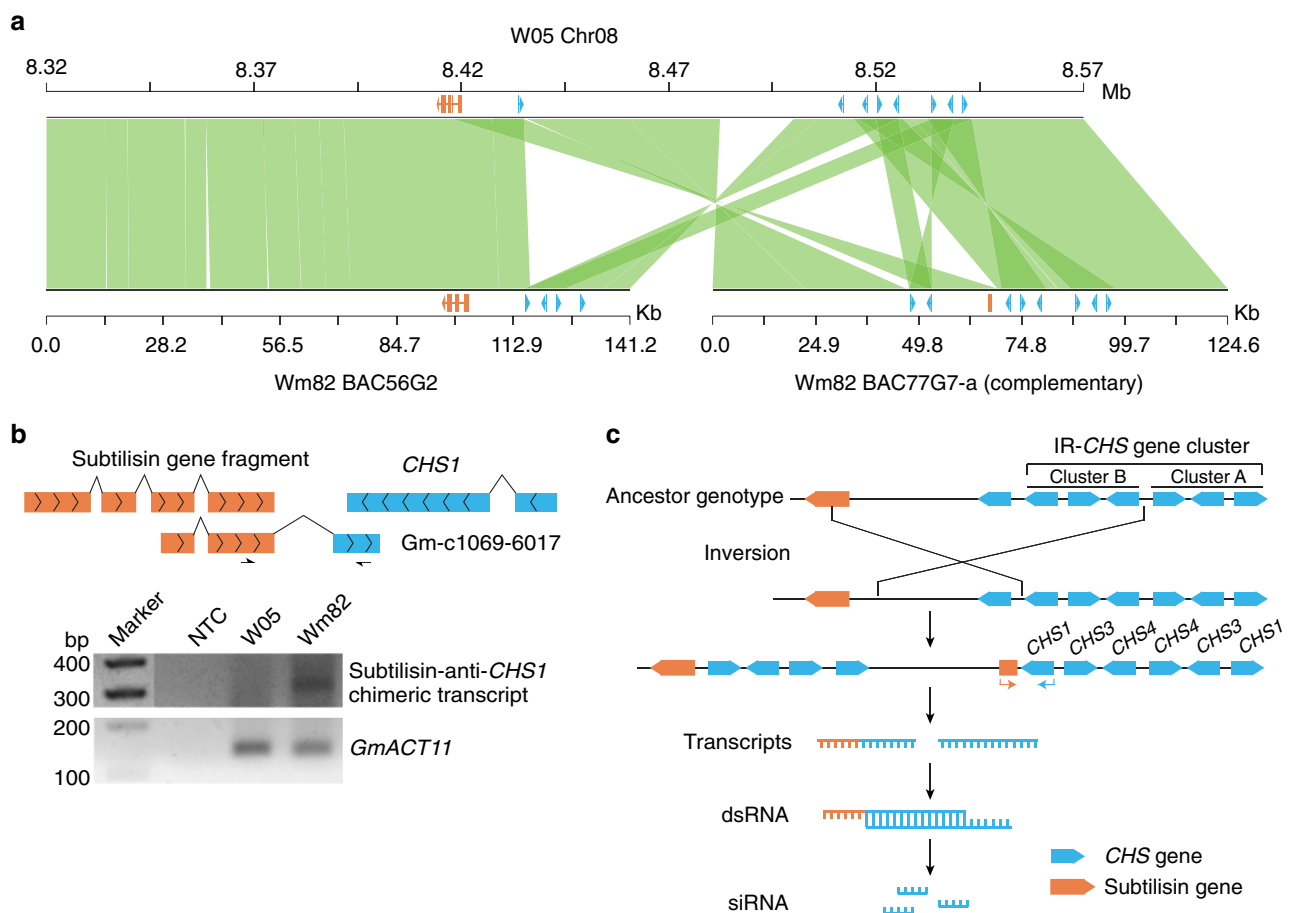 a
W05 Chr08
8.32 8.37 8.42 8.47 8.52 8.57
Mb
Kb
Kb
0.0 28.2 56.5 84.7 112.9 141.2
0.0 24.9 49.8 74.8 99.7 124.6
Wm82 BAC56G2
Wm82 BAC77G7-a (complementary)
b
Subtilisin gene fragment
CHS1
Gm-c1069-6017
bp
Marker
NTC
W05
Wm82
400
300
Subtilisin-anti-CHS1
chimeric transcript
200
100
GmACT11
c
IR-CHS gene cluster
Cluster B
Cluster A
Ancestor genotype
Inversion
CHS1 CHS3 CHS4 CHS4 CHS3 CHS1
Transcripts
dsRNA
siRNA
CHS gene
Subtilisin gene